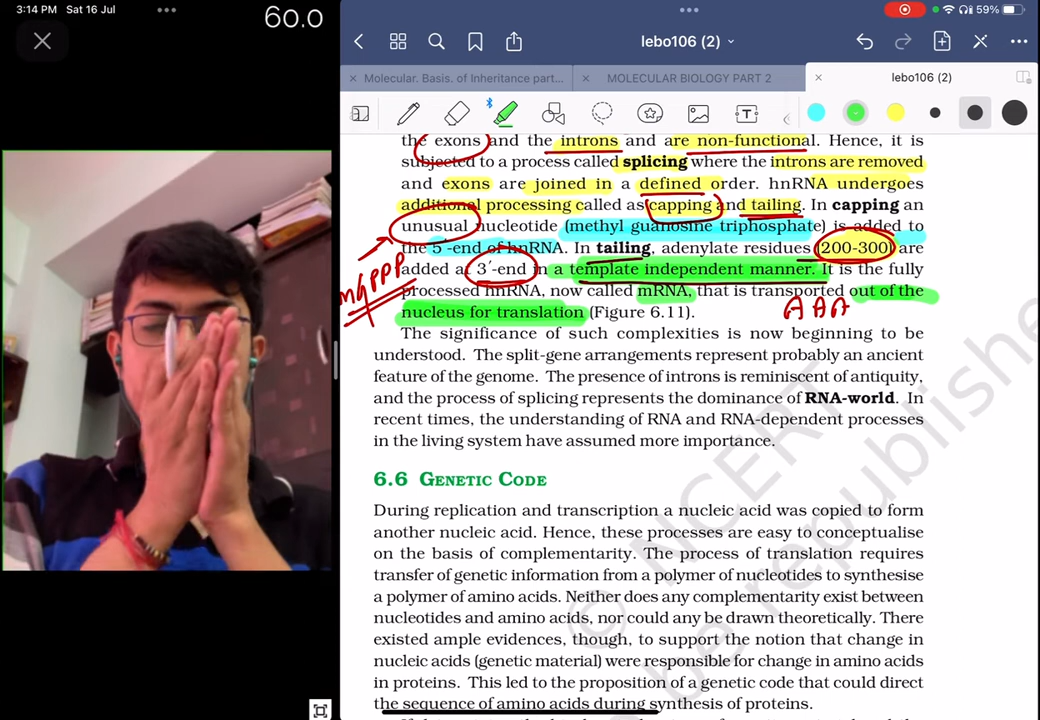 3:14 PM Sat 16 Jul
60.0
59%
lebo106 (2)
Molecular. Basis. of Inheritance part...
MOLECULAR BIOLOGY PART 2
lebo106 (2)
the exons and the introns and are non-functional. Hence, it is
subjected to a process called splicing where the introns are removed
and exons are joined in a defined order. hnRNA undergoes
additional processing called as capping and tailing. In capping an
unusual nucleotide (methyl guanosine triphosphate) is added to
the 5'-end of hnRNA. In tailing, adenylate residues (200-300) are
added at 3'-end in a template independent manner. It is the fully
processed hnRNA, now called mRNA, that is transported out of the
nucleus for translation (Figure 6.11).
mGPPP
A A A
The significance of such complexities is now beginning to be
understood. The split-gene arrangements represent probably an ancient
feature of the genome. The presence of introns is reminiscent of antiquity,
and the process of splicing represents the dominance of RNA-world. In
recent times, the understanding of RNA and RNA-dependent processes
in the living system have assumed more importance.
6.6 GENETIC CODE
During replication and transcription a nucleic acid was copied to form
another nucleic acid. Hence, these processes are easy to conceptualise
on the basis of complementarity. The process of translation requires
transfer of genetic information from a polymer of nucleotides to synthesise
a polymer of amino acids. Neither does any complementarity exist between
nucleotides and amino acids, nor could any be drawn theoretically. There
existed ample evidences, though, to support the notion that change in
nucleic acids (genetic material) were responsible for change in amino acids
in proteins. This led to the proposition of a genetic code that could direct
the sequence of amino acids during synthesis of proteins.
© NCERT
be republishe